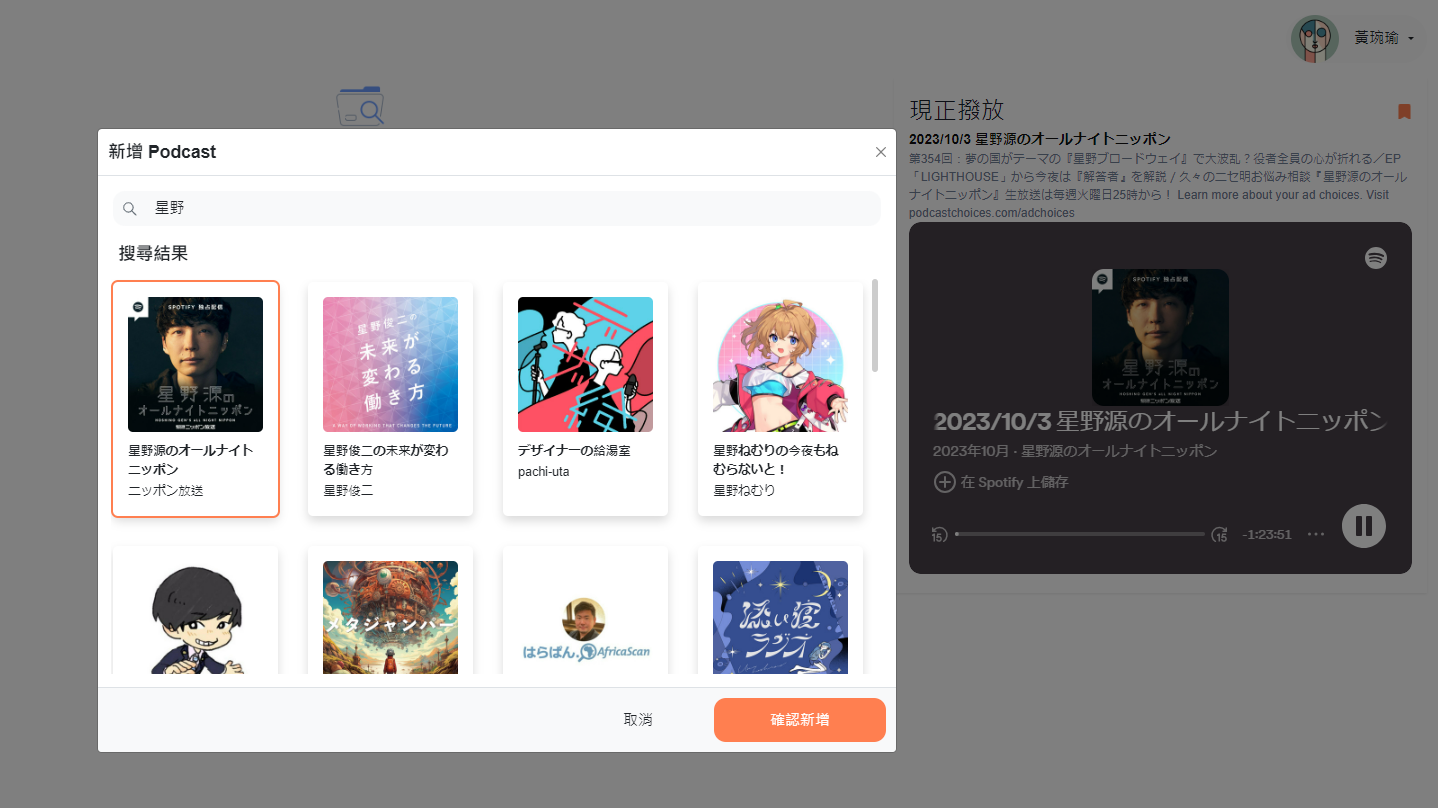 黃琬瑜
現正撥放
2023/10/3 星野源のオールナイトニッポン
第354回：夢の国がテーマの『星野ブロードウェイ』で大波乱？役者全員の心が折れる／EP
「LIGHTHOUSE」から今夜は『解答者』を解説 / 久々のニセ明お悩み相談『星野源のオール
ナイトニッポン』生放送は毎週火曜日25時から！ Learn more about your ad choices. Visit
podcastchoices.com/adchoices
新增 Podcast
星野
搜尋結果
SPOTIFY 独占配信
星野源の
オールナイトニッポン
HOSHINO GEN'S ALL NIGHT NIPPON
星野源のオールナイト
ニッポン
ニッポン放送
星野俊二の
未来が
変わる
働き方
A WAY OF WORKING THAT CHANGES THE FUTURE
星野俊二の未来が変わ
る働き方
星野俊二
デザイナーの給湯室
pachi-uta
星野ねむりの今夜もね
むらないと！
星野ねむり
メタジャンパー
はらぱん.AfricaScan
添い寝
ラジオ
取消
確認新增
SPOTIFY 独占配信
星野源の
オールナイトニッポン
HOSHINO GEN'S ALL NIGHT NIPPON
2023/10/3 星野源のオールナイトニッポン
2023年10月 · 星野源のオールナイトニッポン
在 Spotify 上儲存
15
15
-1:23:51